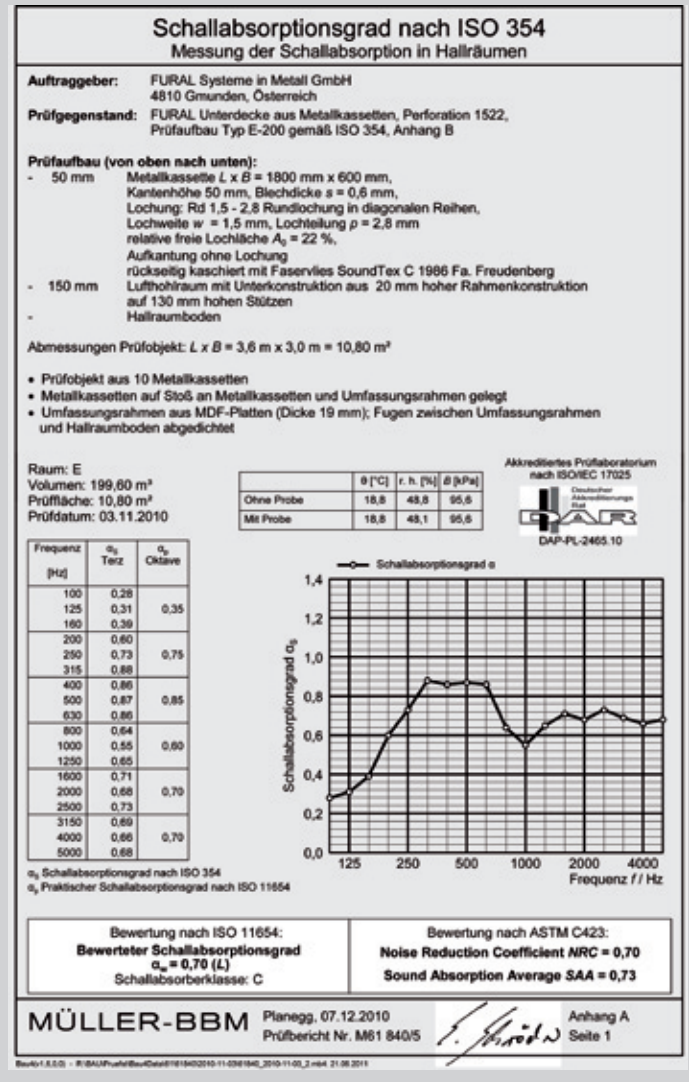 Schallabsorptionsgrad nach ISO 354
Messung der Schallabsorption in Hallräumen
Auftraggeber: FURAL Systeme in Metall GmbH
4810 Gmunden, Österreich
Prüfgegenstand: FURAL Unterdecke aus Metallkassetten, Perforation 1522,
Prüfaufbau Typ E-200 gemäß ISO 354, Anhang B
Prüfaufbau (von oben nach unten):
- 50 mm Metallkassette L x B = 1800 mm x 600 mm,
Kantenhöhe 50 mm, Blechdicke s = 0,6 mm,
Lochung: Rd 1,5 - 2,8 Rundlochung in diagonalen Reihen,
Lochweite w = 1,5 mm, Lochteilung p = 2,8 mm
relative freie Lochfläche A₀ = 22 %,
Aufkantung ohne Lochung
rückseitig kaschiert mit Faservlies SoundTex C 1986 Fa. Freudenberg
- 150 mm Lufthohlraum mit Unterkonstruktion aus 20 mm hoher Rahmenkonstruktion
auf 130 mm hohen Stützen
- Hallraumboden
Abmessungen Prüfobjekt: L x B = 3,6 m x 3,0 m = 10,80 m²
• Prüfobjekt aus 10 Metallkassetten
• Metallkassetten auf Stoß an Metallkassetten und Umfassungsrahmen gelegt
• Umfassungsrahmen aus MDF-Platten (Dicke 19 mm); Fugen zwischen Umfassungsrahmen
und Hallraumboden abgedichtet
Raum: E
Volumen: 199,60 m³
Prüffläche: 10,80 m²
Prüfdatum: 03.11.2010
θ [°C] r. h. [%] B [kPa]
Ohne Probe 18,8 48,8 95,6
Mit Probe 18,8 48,1 95,6
Akkreditiertes Prüflaboratorium
nach ISO/IEC 17025
Deutscher
Akkreditierungs
Rat
DAR
DAP-PL-2465.10
Frequenz αS αp
Terz Oktave
[Hz]
100 0,28
125 0,31 0,35
160 0,39
200 0,60
250 0,73 0,75
315 0,88
400 0,86
500 0,87 0,85
630 0,86
800 0,64
1000 0,55 0,60
1250 0,65
1600 0,71
2000 0,68 0,70
2500 0,73
3150 0,69
4000 0,66 0,70
5000 0,68
αS Schallabsorptionsgrad nach ISO 354
αp Praktischer Schallabsorptionsgrad nach ISO 11654
Schallabsorptionsgrad α
Schallabsorptionsgrad αS
1,4
1,2
1,0
0,8
0,6
0,4
0,2
0,0
125 250 500 1000 2000 4000
Frequenz f / Hz
Bewertung nach ISO 11654:
Bewerteter Schallabsorptionsgrad
αw = 0,70 (L)
Schallabsorberklasse: C
Bewertung nach ASTM C423:
Noise Reduction Coefficient NRC = 0,70
Sound Absorption Average SAA = 0,73
MÜLLER-BBM
Planegg, 07.12.2010
Prüfbericht Nr. M61 840/5
Anhang A
Seite 1